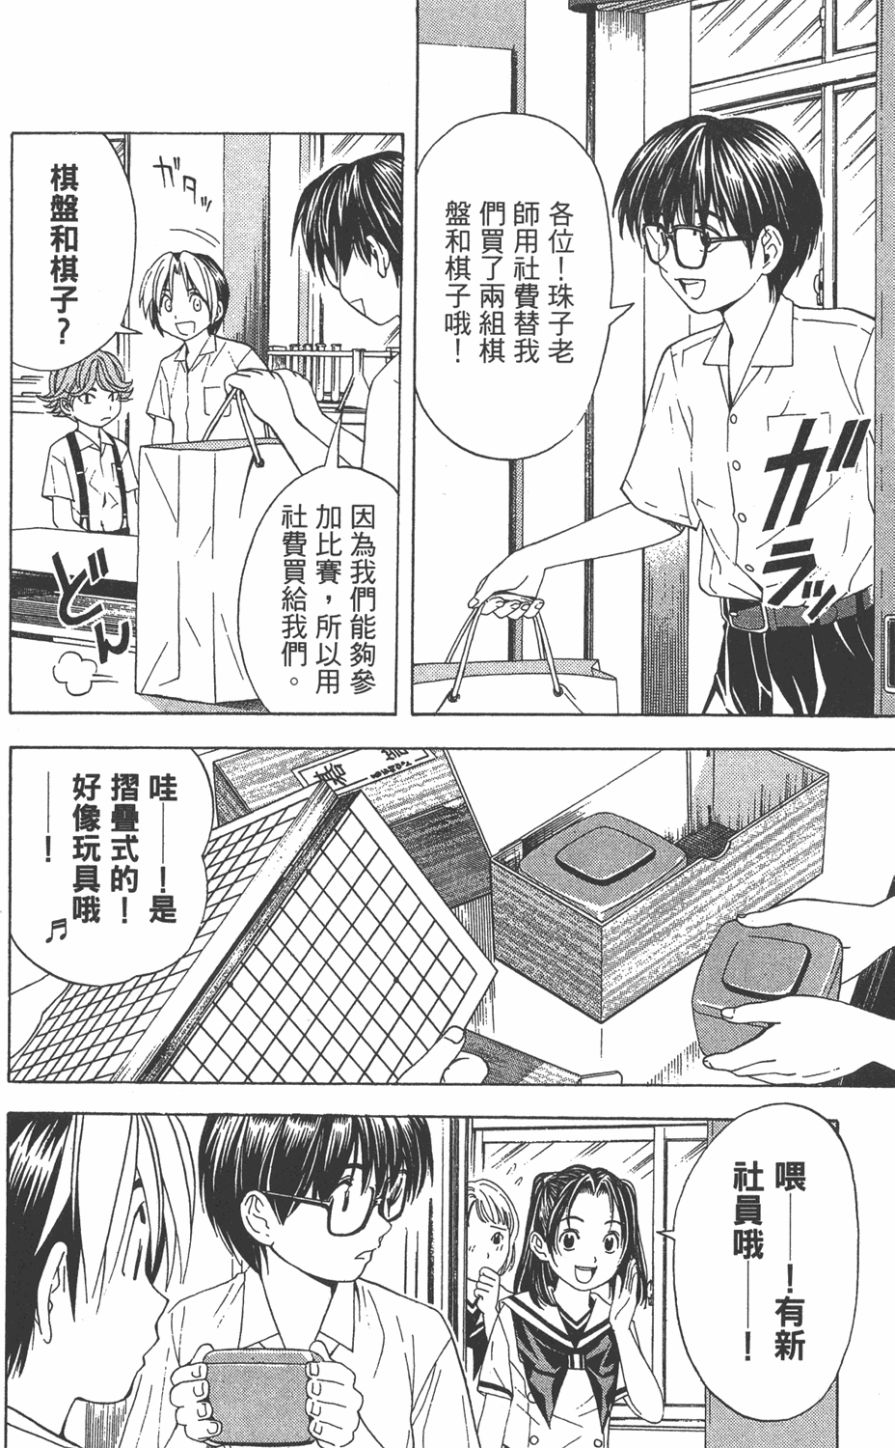 各位！珠子老
師用社費替我
們買了兩組棋
盤和棋子哦！
ガラッ
ガタッ
棋盤和棋子？
因為我們能夠參
加比賽，所以用
社費買給我們。
どん
哇——！是
摺疊式的！
好像玩具哦
——！
喂——！有新
社員哦——！